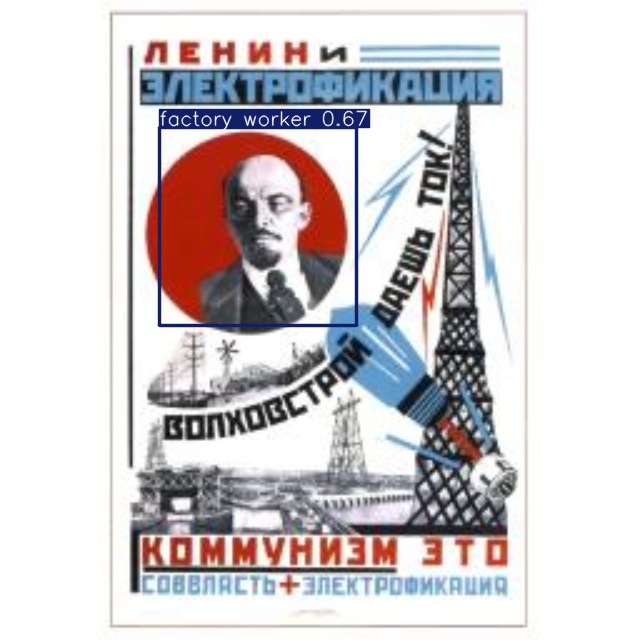 ЛЕНИН и
ЭЛЕКТРОФИКАЦИЯ
factory worker 0.67
ВОЛХОВСТРОЙ ДАЕШЬ ТОК!
КОММУНИЗМ ЭТО
СОВВЛАСТЬ+ЭЛЕКТРОФИКАЦИЯ